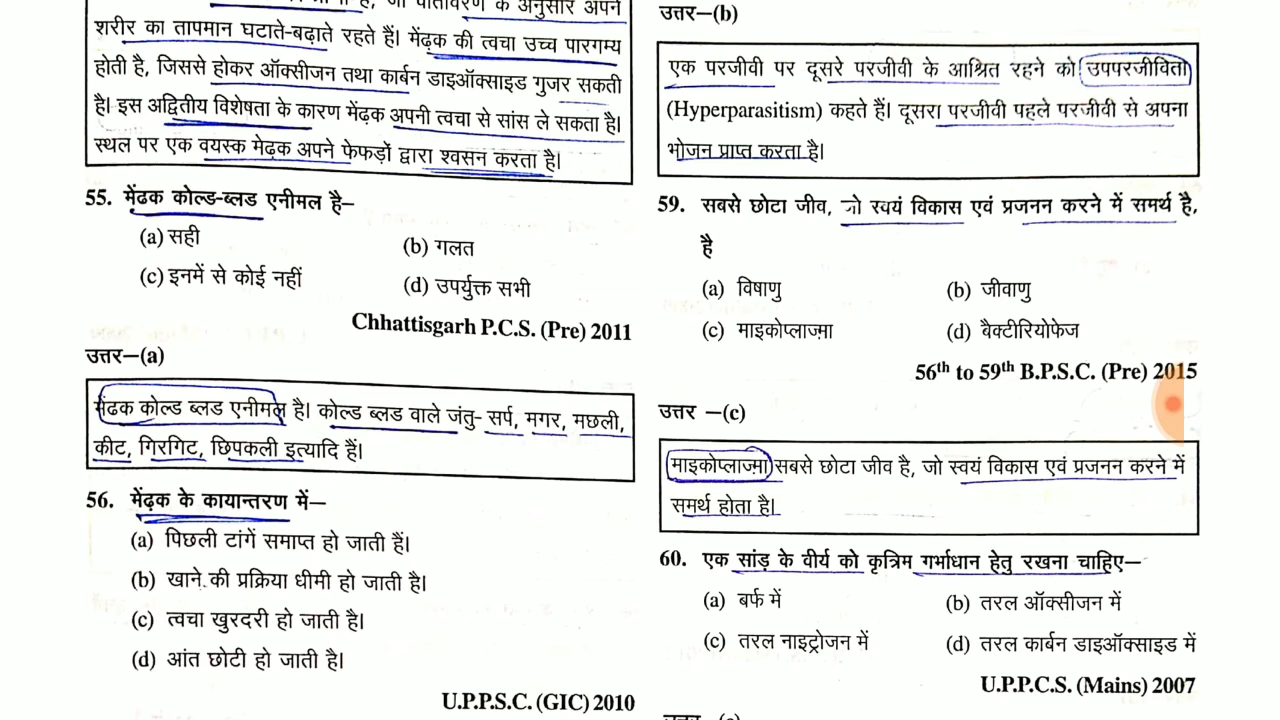 के अनुसार अपने
शरीर का तापमान घटाते-बढ़ाते रहते हैं। मेंढ़क की त्वचा उच्च पारगम्य
होती है, जिससे होकर ऑक्सीजन तथा कार्बन डाइऑक्साइड गुजर सकती
है। इस अद्वितीय विशेषता के कारण मेंढ़क अपनी त्वचा से सांस ले सकता है।
स्थल पर एक वयस्क मेढ़क अपने फेफड़ों द्वारा श्वसन करता है।
55. मेंढक कोल्ड-ब्लड एनीमल है–
(a) सही
(b) गलत
(c) इनमें से कोई नहीं
(d) उपर्युक्त सभी
Chhattisgarh P.C.S. (Pre) 2011
उत्तर–(a)
मेंढक कोल्ड ब्लड एनीमल है। कोल्ड ब्लड वाले जंतु- सर्प, मगर, मछली,
कीट, गिरगिट, छिपकली इत्यादि हैं।
56. मेंढ़क के कायान्तरण में–
(a) पिछली टांगें समाप्त हो जाती हैं।
(b) खाने की प्रक्रिया धीमी हो जाती है।
(c) त्वचा खुरदरी हो जाती है।
(d) आंत छोटी हो जाती है।
U.P.P.S.C. (GIC) 2010
उत्तर–(b)
एक परजीवी पर दूसरे परजीवी के आश्रित रहने को उपपरजीविता
(Hyperparasitism) कहते हैं। दूसरा परजीवी पहले परजीवी से अपना
भोजन प्राप्त करता है।
59. सबसे छोटा जीव, जो स्वयं विकास एवं प्रजनन करने में समर्थ है,
है
(a) विषाणु
(b) जीवाणु
(c) माइकोप्लाज़्मा
(d) बैक्टीरियोफेज
56th to 59th B.P.S.C. (Pre) 2015
उत्तर –(c)
माइकोप्लाज़्मा सबसे छोटा जीव है, जो स्वयं विकास एवं प्रजनन करने में
समर्थ होता है।
60. एक सांड़ के वीर्य को कृत्रिम गर्भाधान हेतु रखना चाहिए–
(a) बर्फ में
(b) तरल ऑक्सीजन में
(c) तरल नाइट्रोजन में
(d) तरल कार्बन डाइऑक्साइड में
U.P.P.C.S. (Mains) 2007